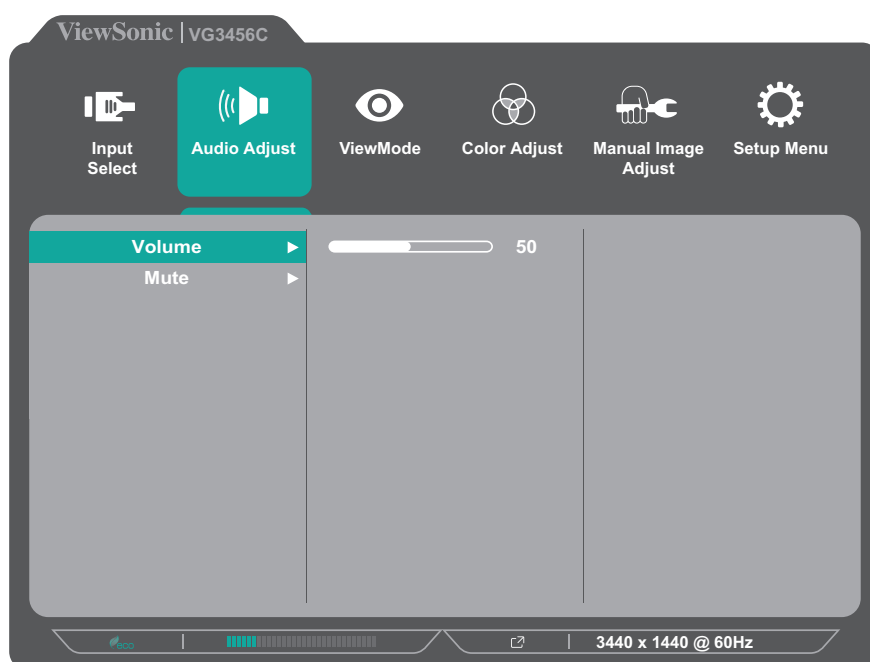 ViewSonic | VG3456C
Input Select
Audio Adjust
ViewMode
Color Adjust
Manual Image Adjust
Setup Menu
Volume 50
Mute
eco
3440 x 1440 @ 60Hz